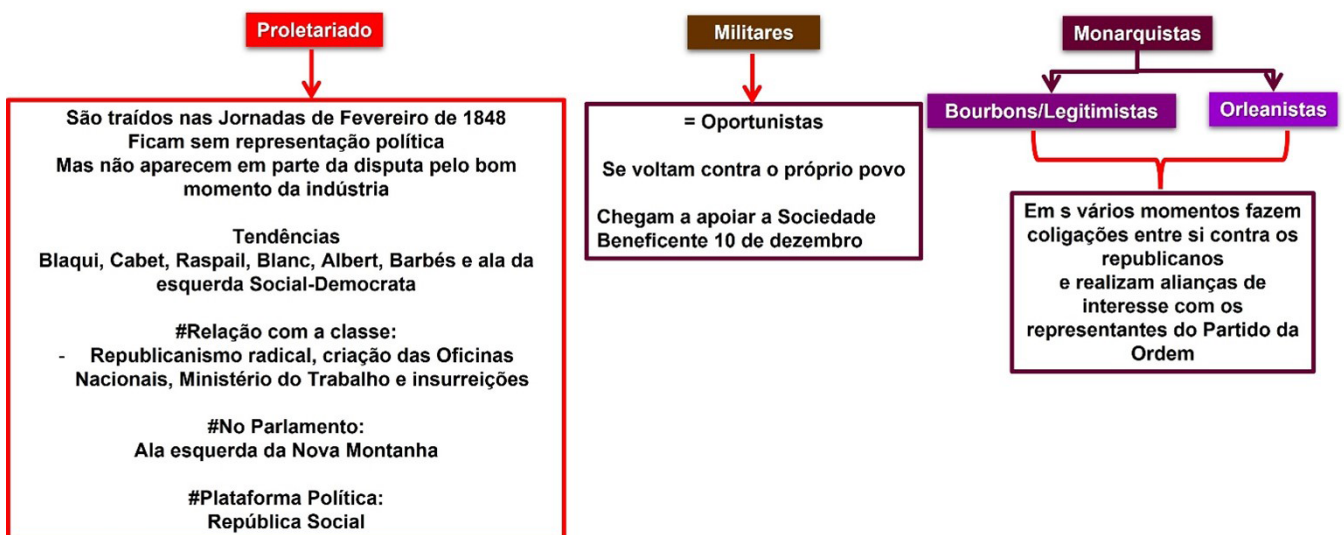 Proletariado
São traídos nas Jornadas de Fevereiro de 1848
Ficam sem representação política
Mas não aparecem em parte da disputa pelo bom
momento da indústria
Tendências
Blaqui, Cabet, Raspail, Blanc, Albert, Barbés e ala da
esquerda Social-Democrata
#Relação com a classe:
- Republicanismo radical, criação das Oficinas
Nacionais, Ministério do Trabalho e insurreições
#No Parlamento:
Ala esquerda da Nova Montanha
#Plataforma Política:
República Social
Militares
= Oportunistas
Se voltam contra o próprio povo
Chegam a apoiar a Sociedade
Beneficente 10 de dezembro
Monarquistas
Bourbons/Legitimistas
Orleanistas
Em s vários momentos fazem
coligações entre si contra os
republicanos
e realizam alianças de
interesse com os
representantes do Partido da
Ordem